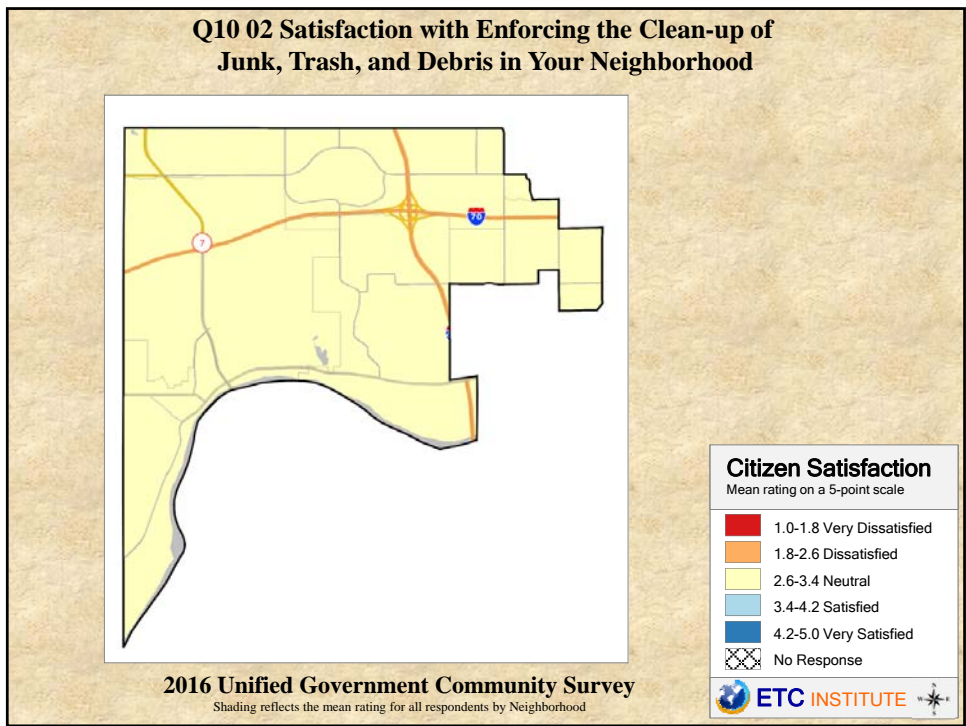 Q10 02 Satisfaction with Enforcing the Clean-up of
Junk, Trash, and Debris in Your Neighborhood
70
7
Citizen Satisfaction
Mean rating on a 5-point scale
1.0-1.8 Very Dissatisfied
1.8-2.6 Dissatisfied
2.6-3.4 Neutral
3.4-4.2 Satisfied
4.2-5.0 Very Satisfied
No Response
ETC INSTITUTE
2016 Unified Government Community Survey
Shading reflects the mean rating for all respondents by Neighborhood